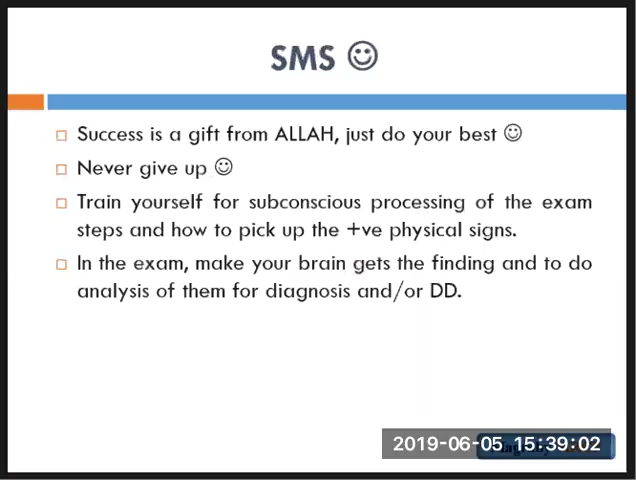 SMS ☺
Success is a gift from ALLAH, just do your best ☺
Never give up ☺
Train yourself for subconscious processing of the exam
steps and how to pick up the +ve physical signs.
In the exam, make your brain gets the finding and to do
analysis of them for diagnosis and/or DD.
2019-06-05 15:39:02